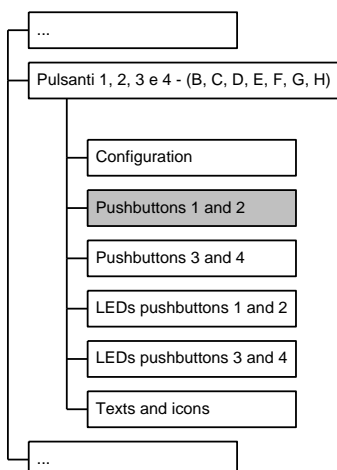 ...
Pulsanti 1, 2, 3 e 4 - (B, C, D, E, F, G, H)
Configuration
Pushbuttons 1 and 2
Pushbuttons 3 and 4
LEDs pushbuttons 1 and 2
LEDs pushbuttons 3 and 4
Texts and icons
...